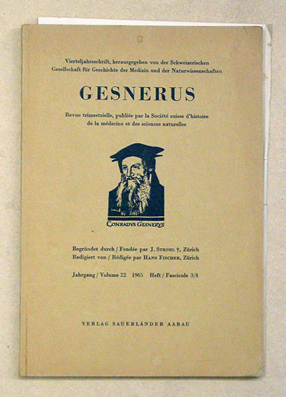 Vierteljahrsschrift, herausgegeben von der Schweizerischen
Gesellschaft für Geschichte der Medizin und der Naturwissenschaften
GESNERUS
Revue trimestrielle, publiée par la Société suisse d'histoire
de la médecine et des sciences naturelles
CONRADVS GESNERVS
Begründet durch / Fondée par J. STROHL †, Zürich
Redigiert von / Rédigée par HANS FISCHER, Zürich
Jahrgang / Volume 22 1965 Heft / Fascicule 3/4
VERLAG SAUERLÄNDER AARAU